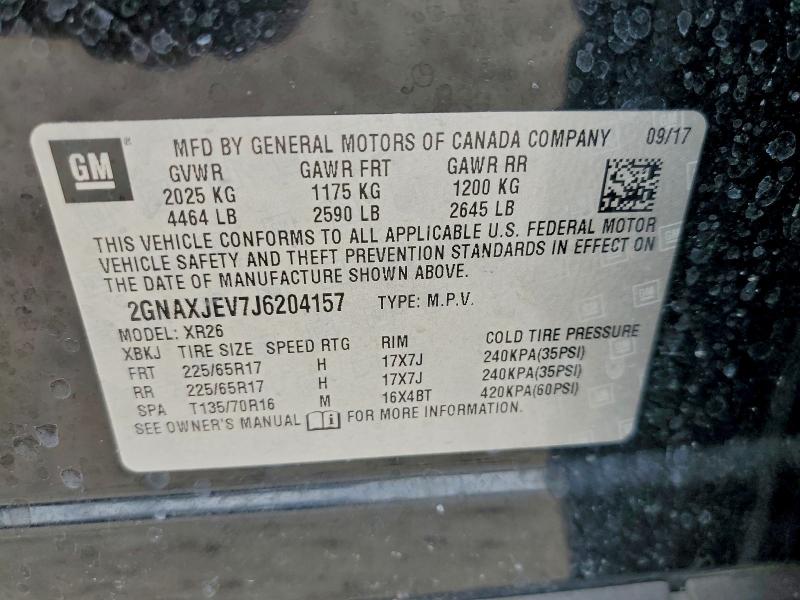 GM
MFD BY GENERAL MOTORS OF CANADA COMPANY 09/17
GVWR GAWR FRT GAWR RR
2025 KG 1175 KG 1200 KG
4464 LB 2590 LB 2645 LB
THIS VEHICLE CONFORMS TO ALL APPLICABLE U.S. FEDERAL MOTOR
VEHICLE SAFETY AND THEFT PREVENTION STANDARDS IN EFFECT ON
THE DATE OF MANUFACTURE SHOWN ABOVE.
2GNAXJEV7J6204157 TYPE: M.P.V.
MODEL: XR26
XBKJ TIRE SIZE SPEED RTG RIM COLD TIRE PRESSURE
FRT 225/65R17 H 17X7J 240KPA(35PSI)
RR 225/65R17 H 17X7J 240KPA(35PSI)
SPA T135/70R16 M 16X4BT 420KPA(60PSI)
SEE OWNER'S MANUAL FOR MORE INFORMATION.